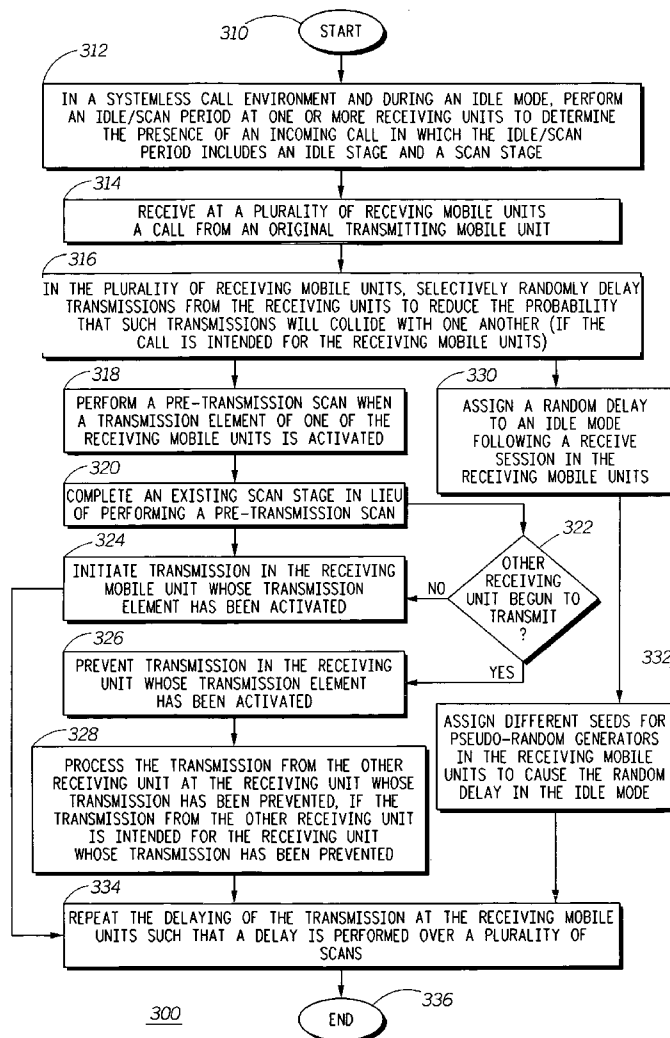 310
START
312
IN A SYSTEMLESS CALL ENVIRONMENT AND DURING AN IDLE MODE, PERFORM
AN IDLE/SCAN PERIOD AT ONE OR MORE RECEIVING UNITS TO DETERMINE
THE PRESENCE OF AN INCOMING CALL IN WHICH THE IDLE/SCAN
PERIOD INCLUDES AN IDLE STAGE AND A SCAN STAGE
314
RECEIVE AT A PLURALITY OF RECEVING MOBILE UNITS
A CALL FROM AN ORIGINAL TRANSMITTING MOBILE UNIT
316
IN THE PLURALITY OF RECEIVING MOBILE UNITS, SELECTIVELY RANDOMLY DELAY
TRANSMISSIONS FROM THE RECEIVING UNITS TO REDUCE THE PROBABILITY
THAT SUCH TRANSMISSIONS WILL COLLIDE WITH ONE ANOTHER (IF THE
CALL IS INTENDED FOR THE RECEIVING MOBILE UNITS)
318
PERFORM A PRE-TRANSMISSION SCAN WHEN
A TRANSMISSION ELEMENT OF ONE OF THE
RECEIVING MOBILE UNITS IS ACTIVATED
330
ASSIGN A RANDOM DELAY
TO AN IDLE MODE
FOLLOWING A RECEIVE
SESSION IN THE
RECEIVING MOBILE UNITS
320
COMPLETE AN EXISTING SCAN STAGE IN LIEU
OF PERFORMING A PRE-TRANSMISSION SCAN
322
OTHER
RECEIVING
UNIT BEGUN TO
TRANSMIT
?
NO
YES
324
INITIATE TRANSMISSION IN THE RECEIVING
MOBILE UNIT WHOSE TRANSMISSION
ELEMENT HAS BEEN ACTIVATED
326
PREVENT TRANSMISSION IN THE RECEIVING
UNIT WHOSE TRANSMISSION ELEMENT
HAS BEEN ACTIVATED
332
ASSIGN DIFFERENT SEEDS FOR
PSEUDO-RANDOM GENERATORS
IN THE RECEIVING MOBILE
UNITS TO CAUSE THE RANDOM
DELAY IN THE IDLE MODE
328
PROCESS THE TRANSMISSION FROM THE OTHER
RECEIVING UNIT AT THE RECEIVING UNIT WHOSE
TRANSMISSION HAS BEEN PREVENTED, IF THE
TRANSMISSION FROM THE OTHER RECEIVING UNIT
IS INTENDED FOR THE RECEIVING UNIT
WHOSE TRANSMISSION HAS BEEN PREVENTED
334
REPEAT THE DELAYING OF THE TRANSMISSION AT THE RECEIVING MOBILE
UNITS SUCH THAT A DELAY IS PERFORMED OVER A PLURALITY OF
SCANS
336
END
300